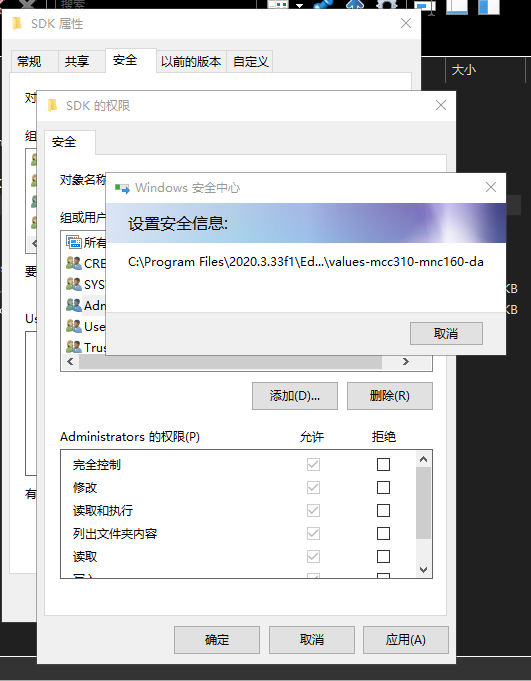 搜索
SDK 属性
大小
常规 共享 安全 以前的版本 自定义
SDK 的权限
安全
对象名称
Windows 安全中心
设置安全信息:
C:\Program Files\2020.3.33f1\Ed...\values-mcc310-mnc160-da
取消
组或用户
所有
CRE
SYS
Adm
Use
Trus
KB
KB
添加(D)... 删除(R)
Administrators 的权限(P) 允许 拒绝
完全控制
修改
读取和执行
列出文件夹内容
读取
确定 取消 应用(A)
对
组
要
Us
有